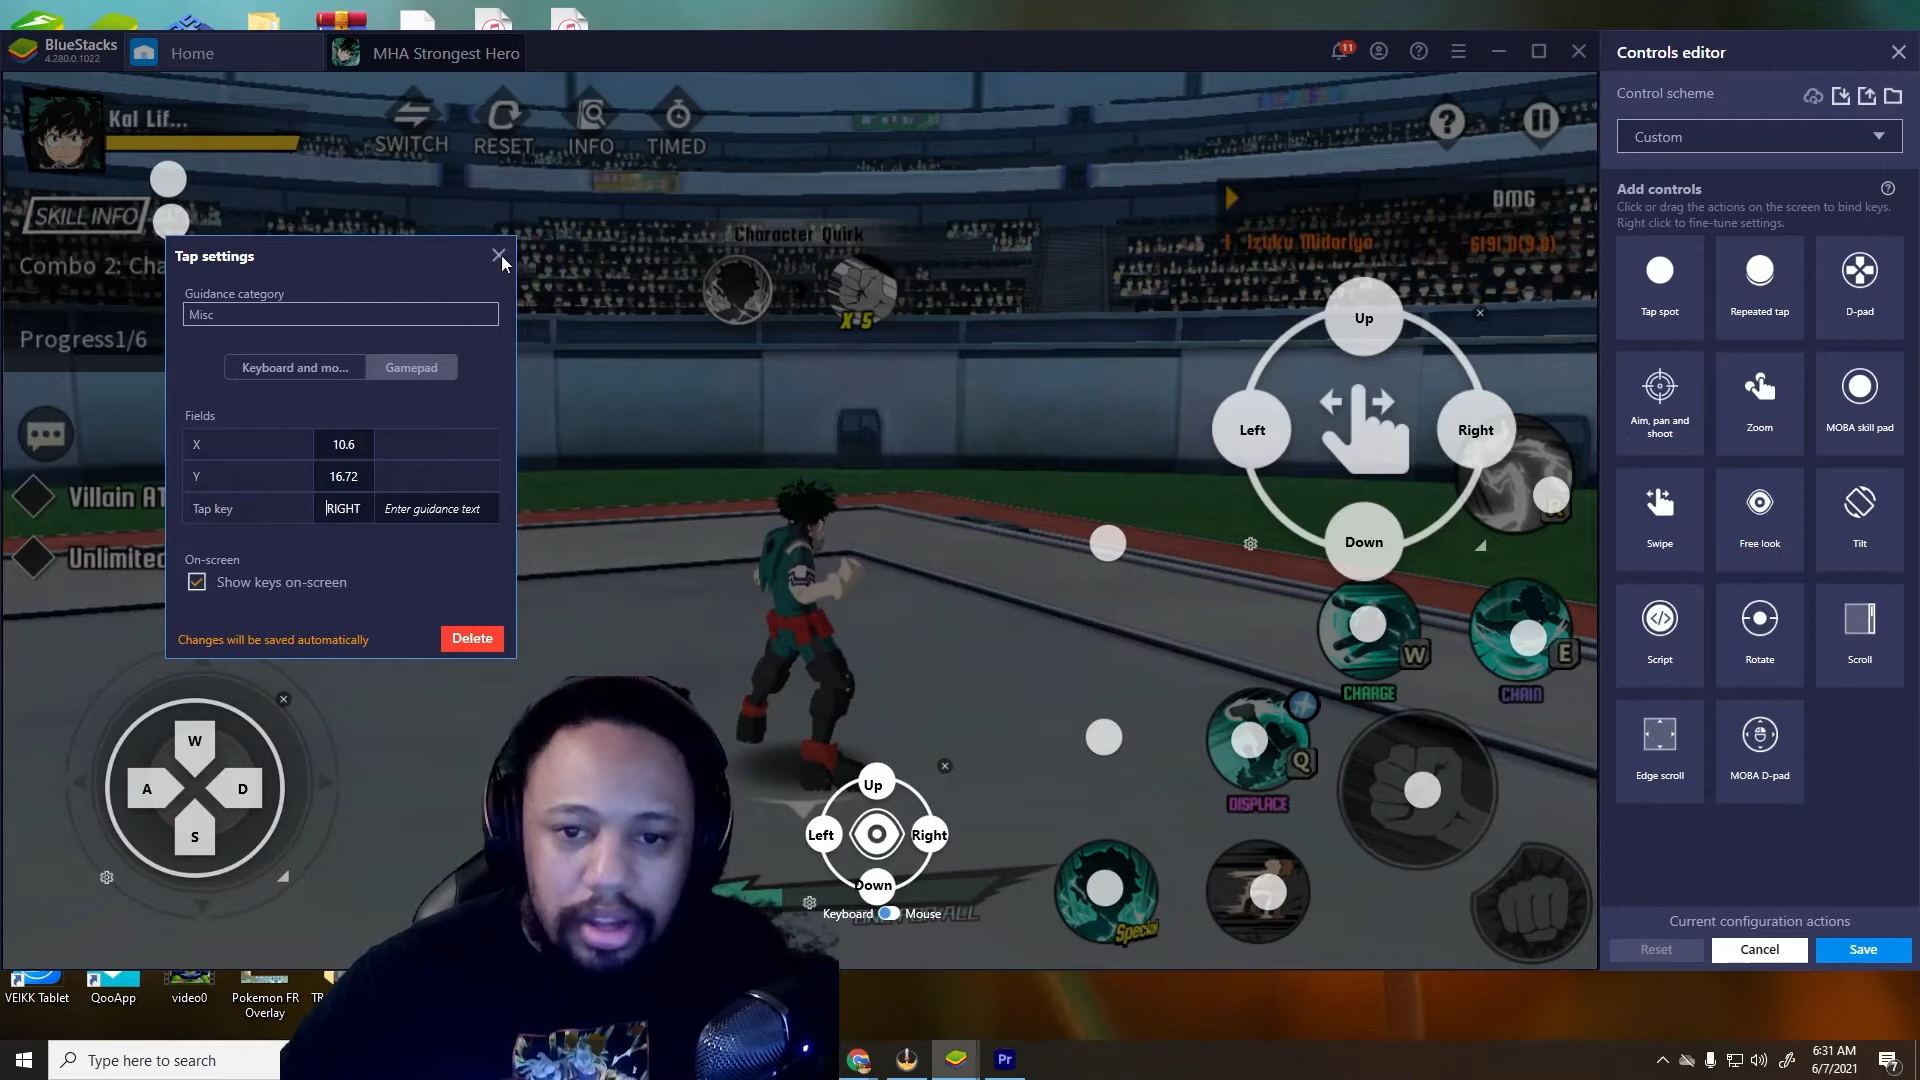 BlueStacks
4.280.0.1022
Home
MHA Strongest Hero
11
Kal Lif...
SWITCH
RESET
INFO
TIMED
SKILL INFO
Combo 2: Cha
Progress1/6
Villain AT
Unlimited
Character Quirk
X-5
DMG
1 Izuku Midoriya
Tap settings
Guidance category
Misc
Keyboard and mo...
Gamepad
Fields
X
10.6
Y
16.72
Tap key
RIGHT
Enter guidance text
On-screen
Show keys on-screen
Changes will be saved automatically
Delete
Up
Left
Right
Down
W
A
D
S
Up
Left
Right
Down
Keyboard
Mouse
W
CHARGE
E
CHAIN
Q
DISPLACE
Special
Controls editor
Control scheme
Custom
Add controls
Click or drag the actions on the screen to bind keys.
Right click to fine-tune settings.
Tap spot
Repeated tap
D-pad
Aim, pan and
shoot
Zoom
MOBA skill pad
Swipe
Free look
Tilt
Script
Rotate
Scroll
Edge scroll
MOBA D-pad
Current configuration actions
Reset
Cancel
Save
VEIKK Tablet
QooApp
video0
Pokemon FR
Overlay
TR
Type here to search
Pr
6:31 AM
6/7/2021
7